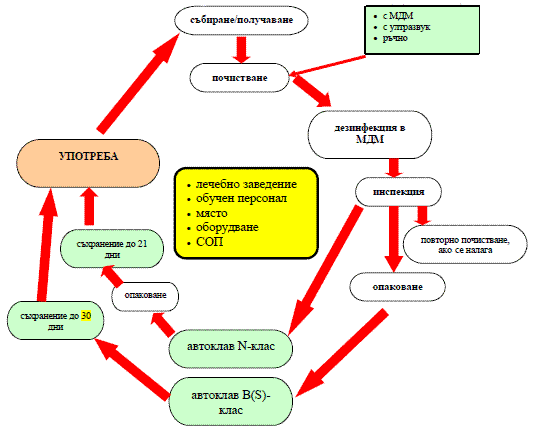 събиране/получаване
• с МДМ
• с ултразвук
• ръчно
почистване
дезинфекция в
МДМ
УПОТРЕБА
• лечебно заведение
• обучен персонал
• място
• оборудване
• СОП
инспекция
повторно почистване,
ако се налага
съхранение до 21
дни
опаковане
опаковане
съхранение до 30
дни
автоклав N-клас
автоклав B(S)-
клас